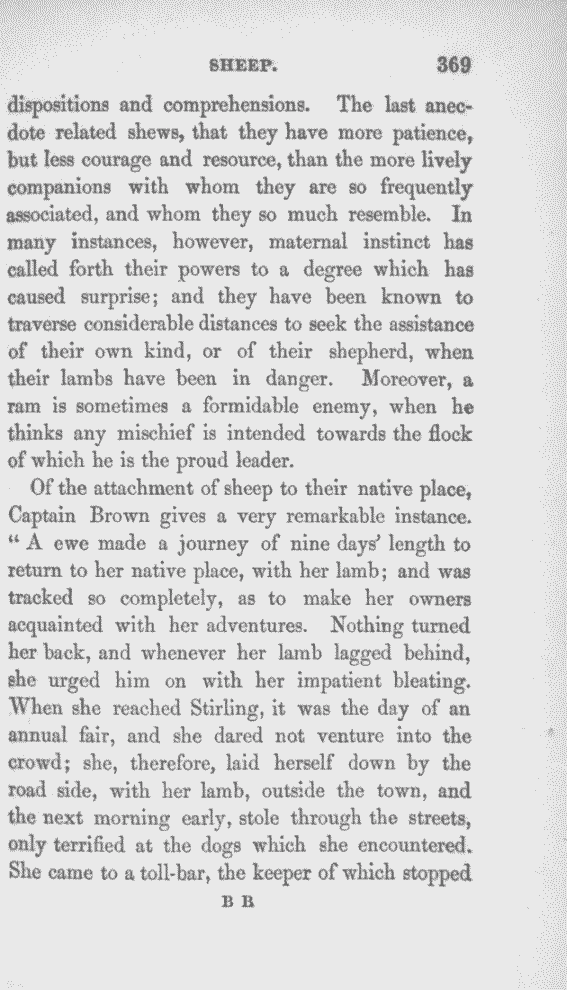 SHEEP. 369
dispositions and comprehensions. The last anec-
dote related shews, that they have more patience,
but less courage and resource, than the more lively
companions with whom they are so frequently
associated, and whom they so much resemble. In
many instances, however, maternal instinct has
called forth their powers to a degree which has
caused surprise; and they have been known to
traverse considerable distances to seek the assistance
of their own kind, or of their shepherd, when
their lambs have been in danger. Moreover, a
ram is sometimes a formidable enemy, when he
thinks any mischief is intended towards the flock
of which he is the proud leader.
Of the attachment of sheep to their native place,
Captain Brown gives a very remarkable instance.
“ A ewe made a journey of nine days’ length to
return to her native place, with her lamb; and was
tracked so completely, as to make her owners
acquainted with her adventures. Nothing turned
her back, and whenever her lamb lagged behind,
she urged him on with her impatient bleating.
When she reached Stirling, it was the day of an
annual fair, and she dared not venture into the
crowd; she, therefore, laid herself down by the
road side, with her lamb, outside the town, and
the next morning early, stole through the streets,
only terrified at the dogs which she encountered.
She came to a toll-bar, the keeper of which stopped
B B